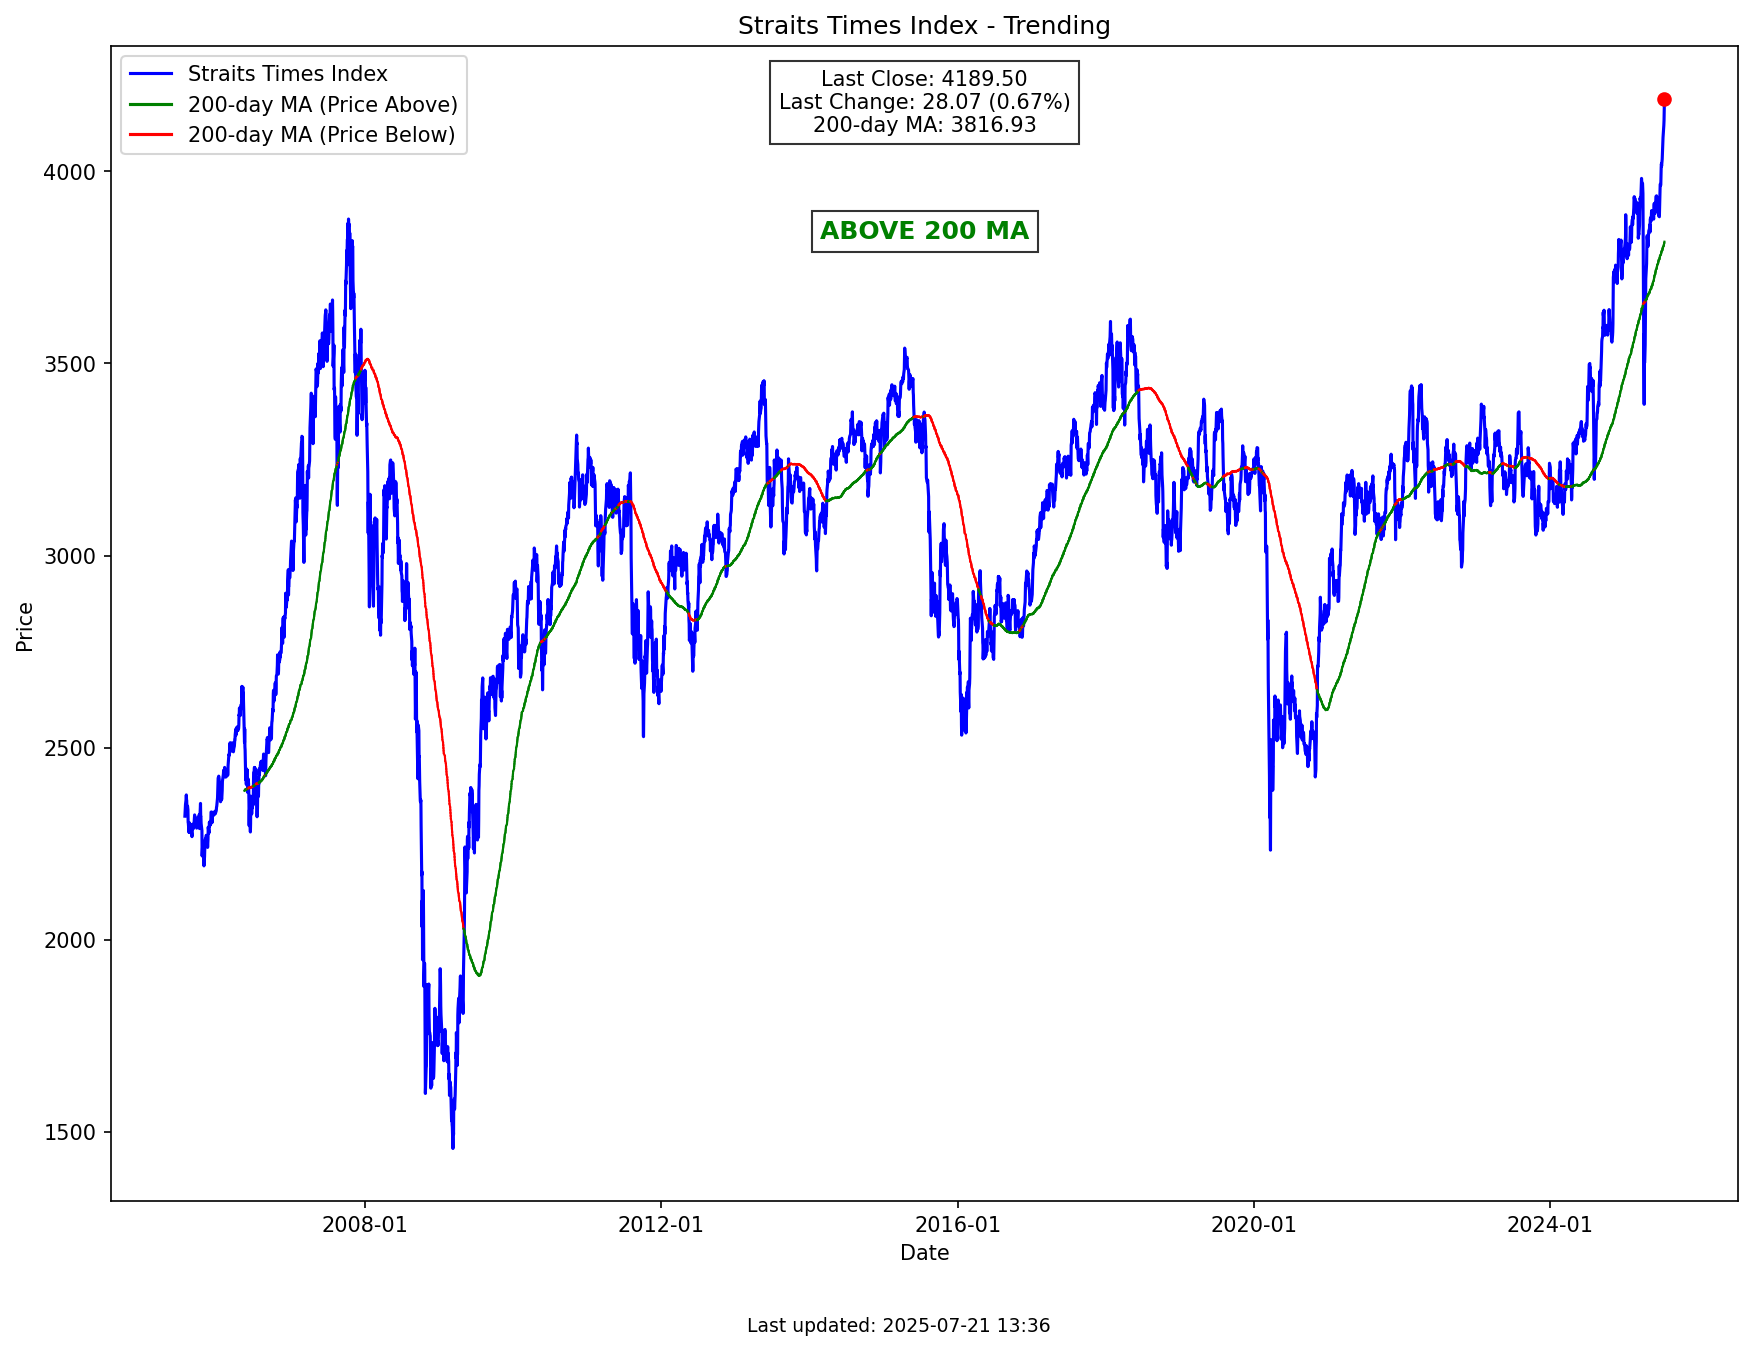 Straits Times Index - Trending
Straits Times Index
200-day MA (Price Above)
200-day MA (Price Below)
Last Close: 4189.50
Last Change: 28.07 (0.67%)
200-day MA: 3816.93
ABOVE 200 MA
Price
4000
3500
3000
2500
2000
1500
2008-01
2012-01
2016-01
2020-01
2024-01
Date
Last updated: 2025-07-21 13:36